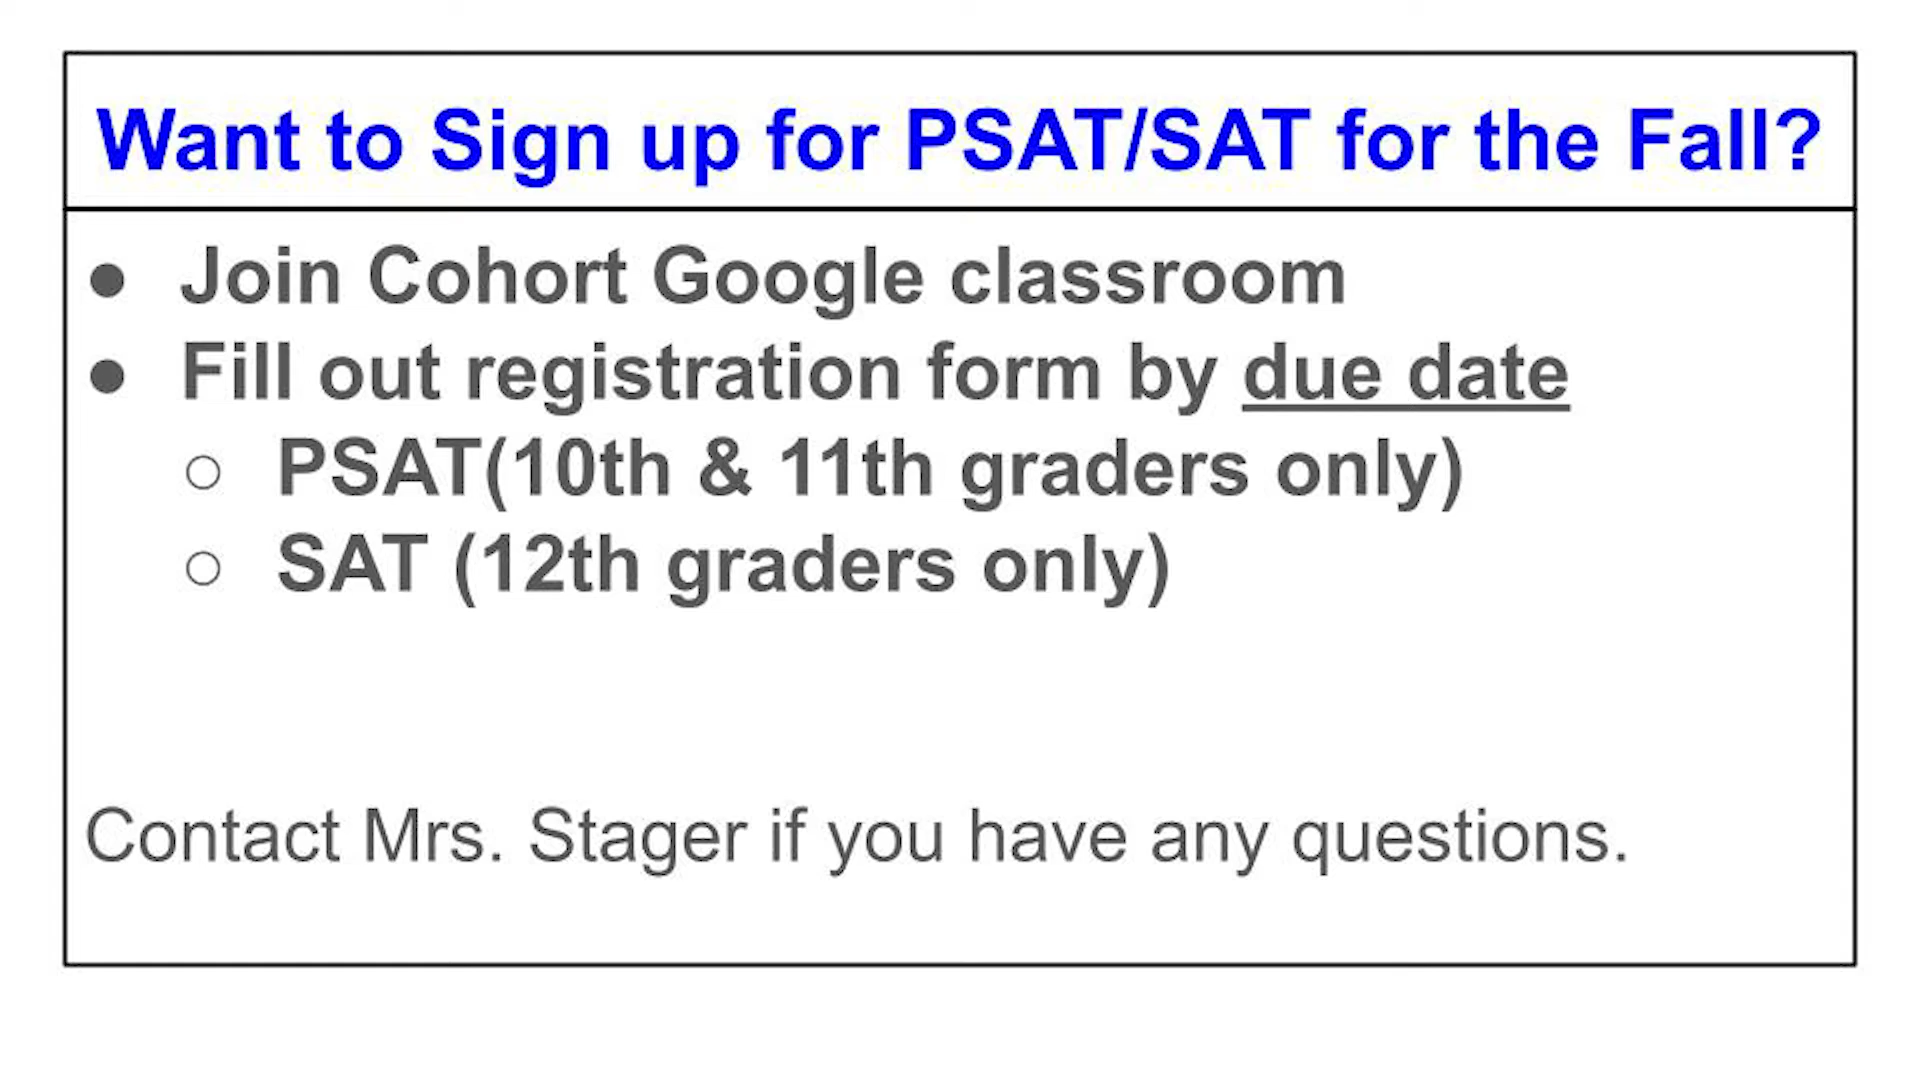 Want to Sign up for PSAT/SAT for the Fall?
● Join Cohort Google classroom
● Fill out registration form by due date
○ PSAT(10th & 11th graders only)
○ SAT (12th graders only)
Contact Mrs. Stager if you have any questions.